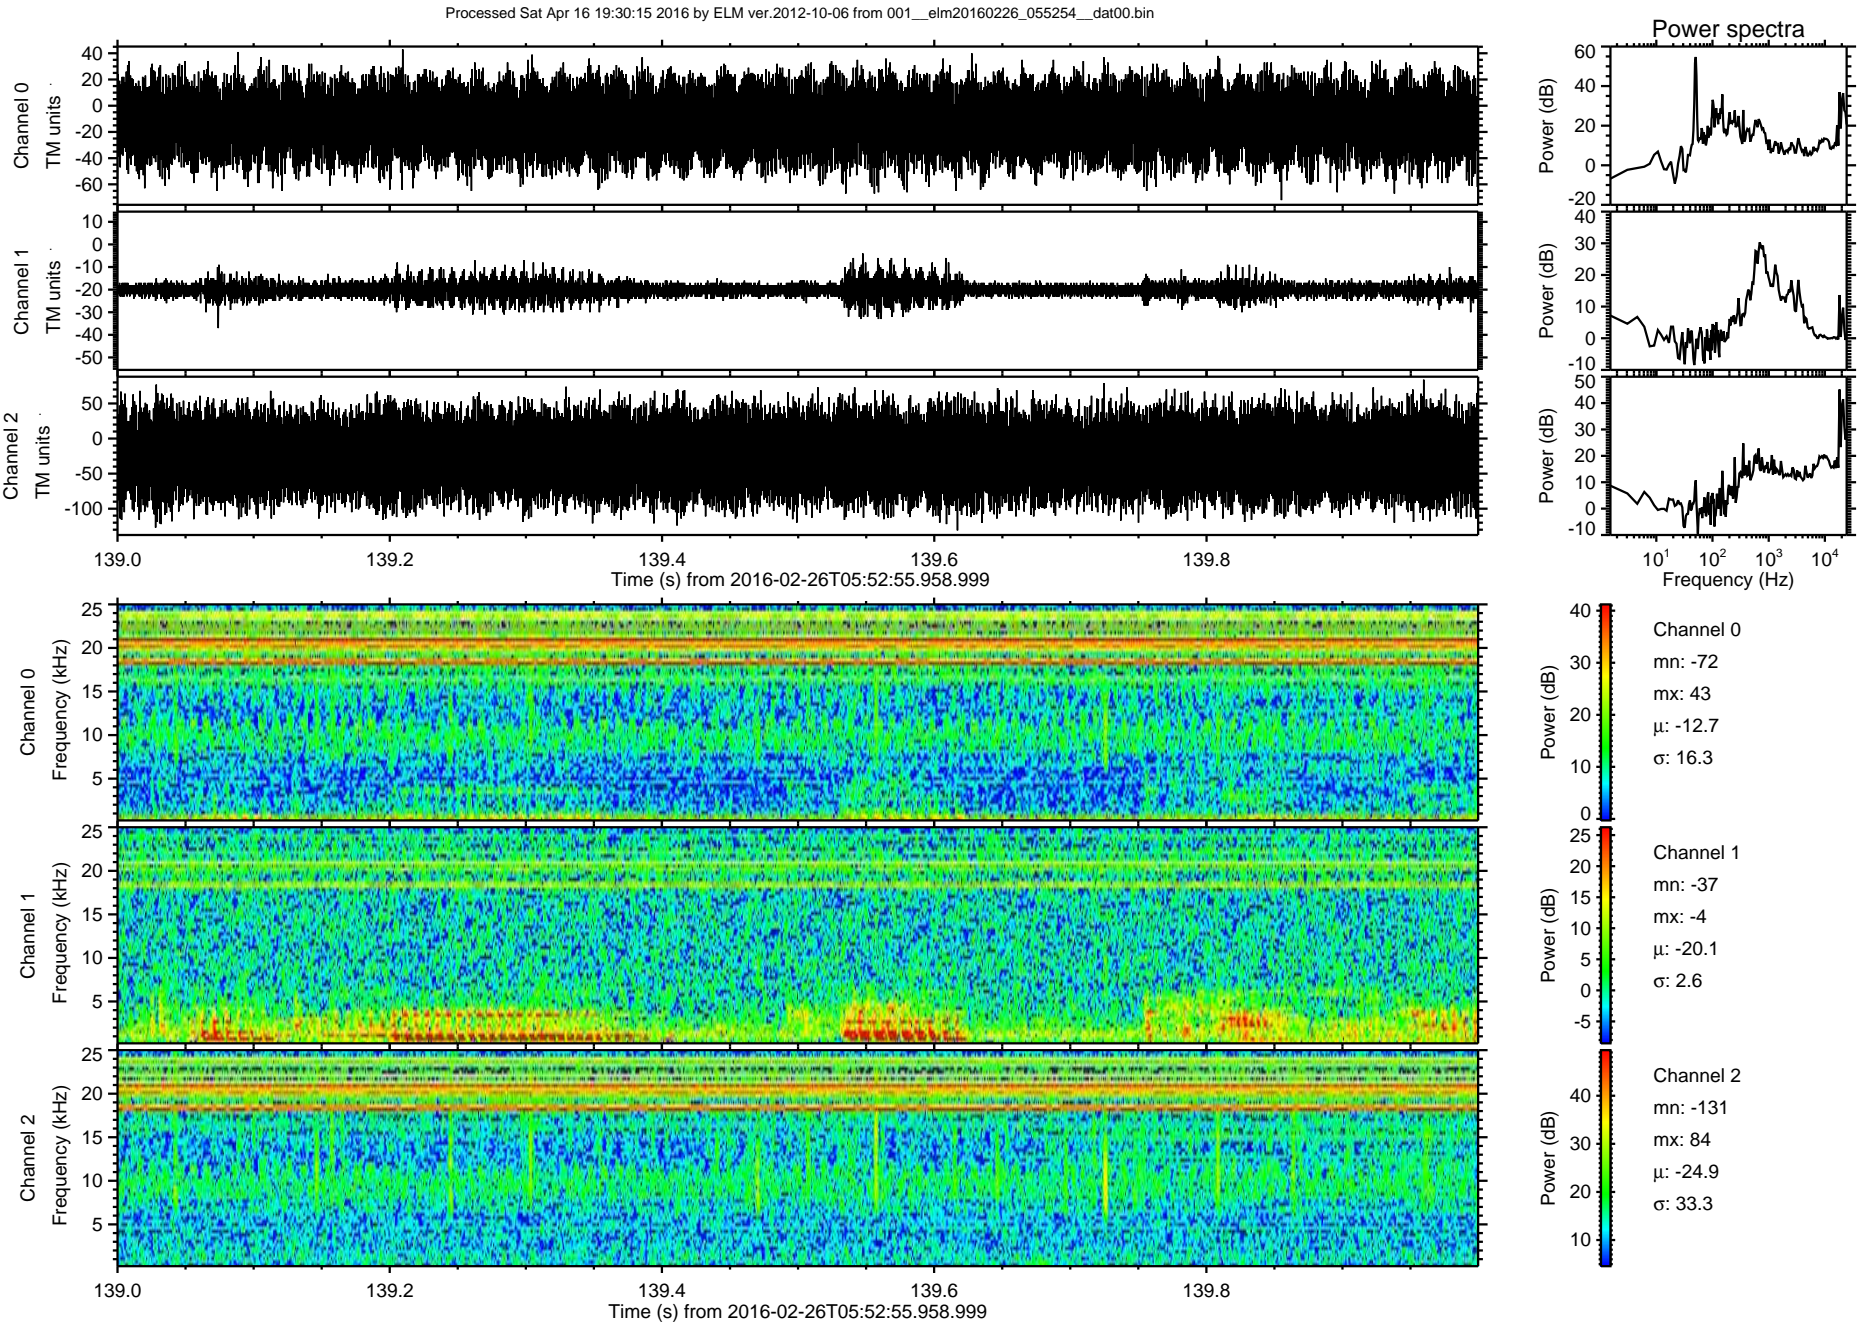 Processed Sat Apr 16 19:30:15 2016 by ELM ver.2012-10-06 from 001__elm20160226_055254__dat00.bin
Power spectra
Channel 0
TM units
40
20
0
-20
-40
-60
Power (dB)
60
40
20
0
-20
Channel 1
TM units
10
0
-10
-20
-30
-40
-50
Power (dB)
40
30
20
10
0
-10
Channel 2
TM units
50
0
-50
-100
Power (dB)
50
40
30
20
10
0
-10
139.0 139.2 139.4 139.6 139.8
Time (s) from 2016-02-26T05:52:55.958.999
10^1 10^2 10^3 10^4
Frequency (Hz)
Channel 0
Frequency (kHz)
25
20
15
10
5
Power (dB)
40
30
20
10
0
Channel 0
mn: -72
mx: 43
μ: -12.7
σ: 16.3
Channel 1
Frequency (kHz)
25
20
15
10
5
Power (dB)
25
20
15
10
5
0
-5
Channel 1
mn: -37
mx: -4
μ: -20.1
σ: 2.6
Channel 2
Frequency (kHz)
25
20
15
10
5
Power (dB)
40
30
20
10
Channel 2
mn: -131
mx: 84
μ: -24.9
σ: 33.3
139.0 139.2 139.4 139.6 139.8
Time (s) from 2016-02-26T05:52:55.958.999